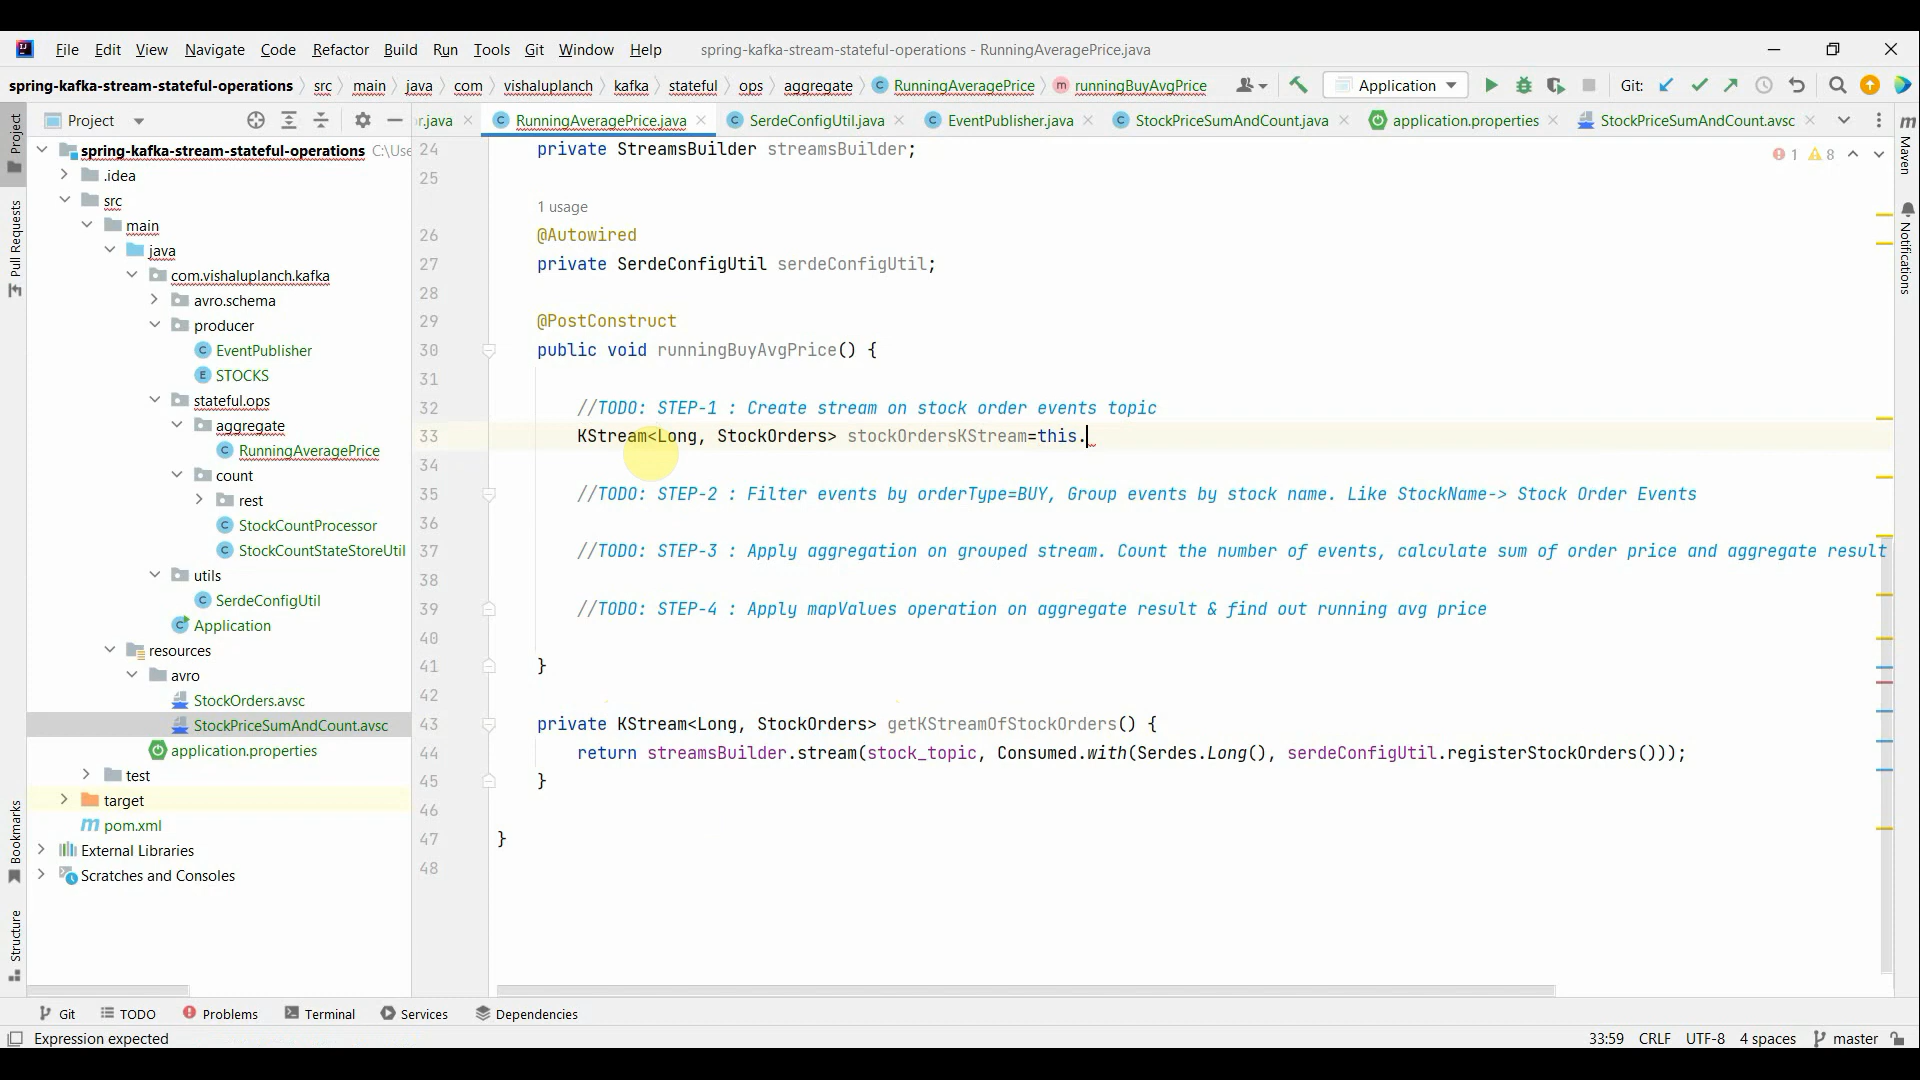 File Edit View Navigate Code Refactor Build Run Tools Git Window Help spring-kafka-stream-stateful-operations - RunningAveragePrice.java
spring-kafka-stream-stateful-operations src main java com vishaluplanch kafka stateful ops aggregate RunningAveragePrice runningBuyAvgPrice Application Git:
Project or.java RunningAveragePrice.java SerdeConfigUtil.java EventPublisher.java StockPriceSumAndCount.java application.properties StockPriceSumAndCount.avsc
Project
Pull Requests
Bookmarks
Structure
spring-kafka-stream-stateful-operations C:\Use
.idea
src
main
java
com.vishaluplanch.kafka
avro.schema
producer
EventPublisher
STOCKS
stateful.ops
aggregate
RunningAveragePrice
count
rest
StockCountProcessor
StockCountStateStoreUtil
utils
SerdeConfigUtil
Application
resources
avro
StockOrders.avsc
StockPriceSumAndCount.avsc
application.properties
test
target
pom.xml
External Libraries
Scratches and Consoles
24 private StreamsBuilder streamsBuilder;
1 8
25
1 usage
26 @Autowired
27 private SerdeConfigUtil serdeConfigUtil;
28
29 @PostConstruct
30 public void runningBuyAvgPrice() {
31
32 //TODO: STEP-1 : Create stream on stock order events topic
33 KStream<Long, StockOrders> stockOrdersKStream=this.
34
35 //TODO: STEP-2 : Filter events by orderType=BUY, Group events by stock name. Like StockName-> Stock Order Events
36
37 //TODO: STEP-3 : Apply aggregation on grouped stream. Count the number of events, calculate sum of order price and aggregate result
38
39 //TODO: STEP-4 : Apply mapValues operation on aggregate result & find out running avg price
40
41 }
42
43 private KStream<Long, StockOrders> getKStreamOfStockOrders() {
44 return streamsBuilder.stream(stock_topic, Consumed.with(Serdes.Long(), serdeConfigUtil.registerStockOrders()));
45 }
46
47 }
48
Maven
Notifications
Git TODO Problems Terminal Services Dependencies
Expression expected 33:59 CRLF UTF-8 4 spaces master